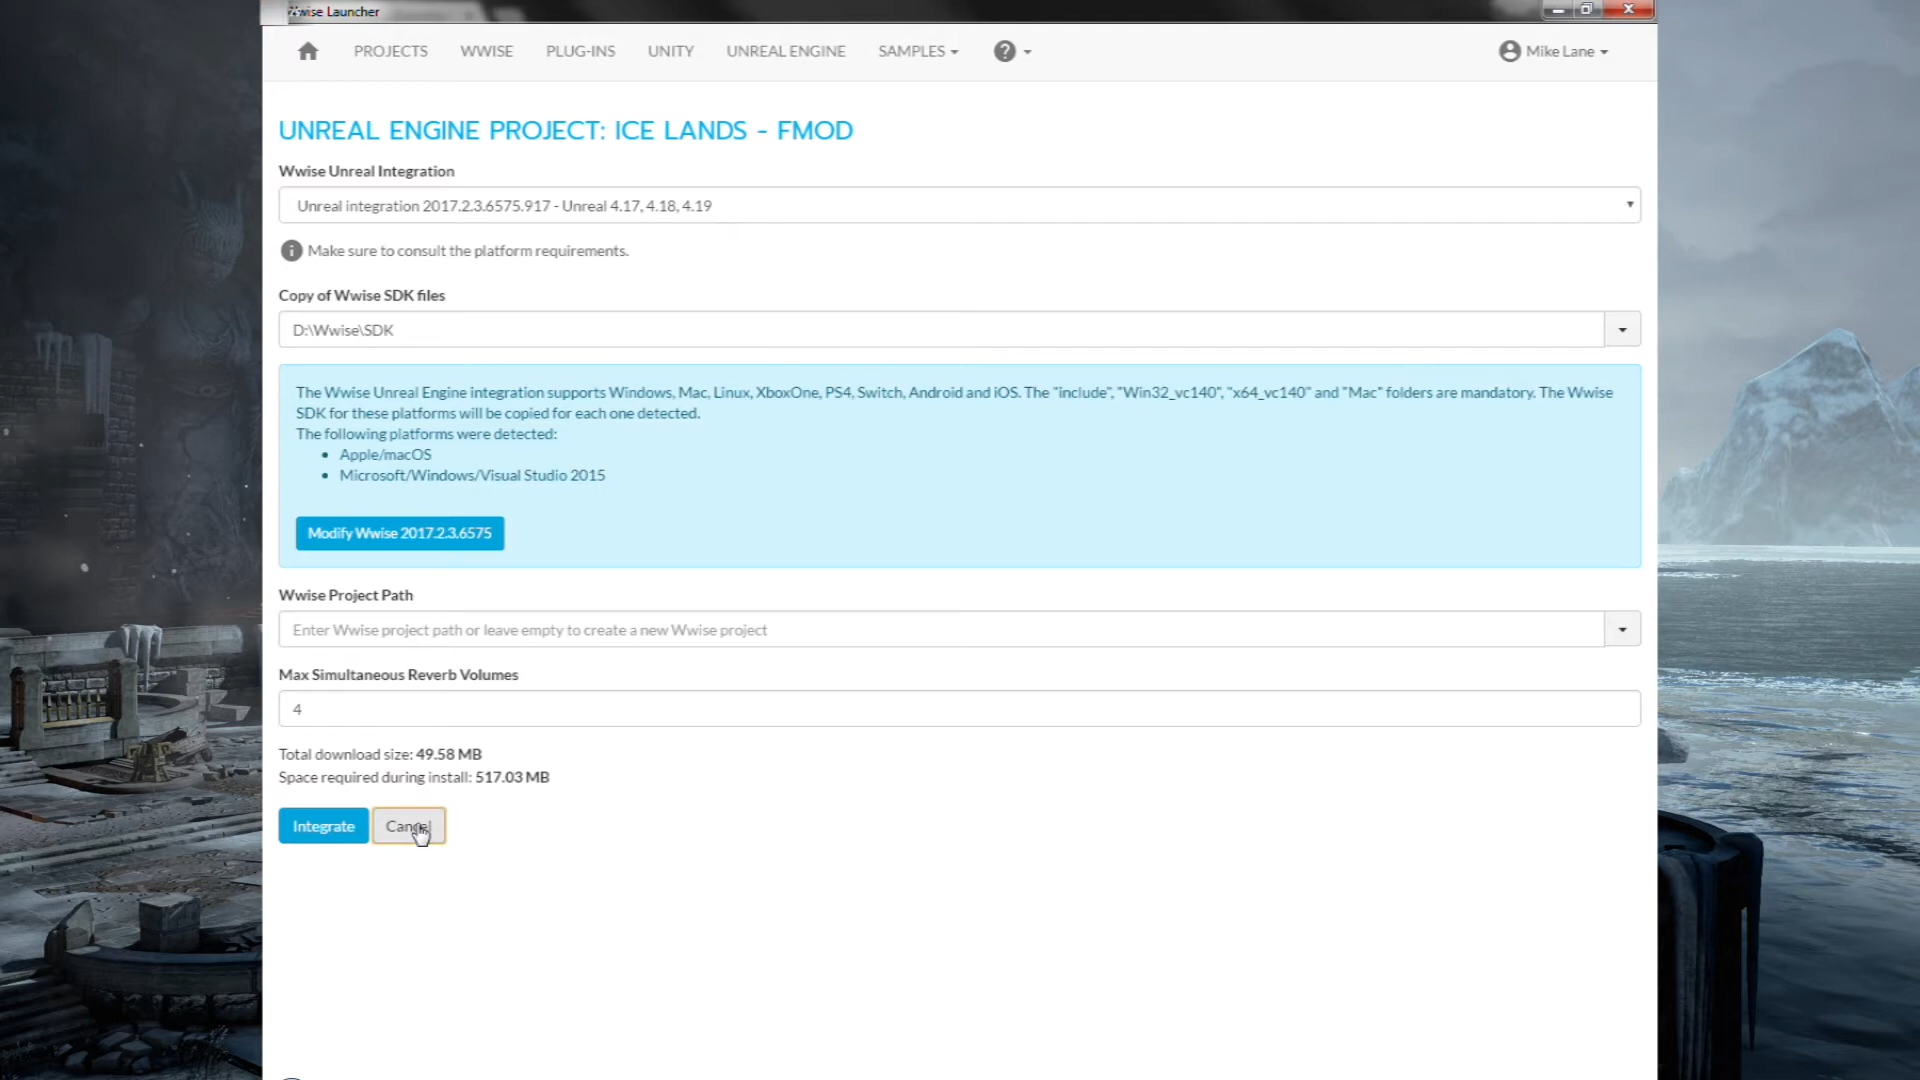 Wwise Launcher
PROJECTS WWISE PLUG-INS UNITY UNREAL ENGINE SAMPLES ? Mike Lane
UNREAL ENGINE PROJECT: ICE LANDS - FMOD
Wwise Unreal Integration
Unreal integration 2017.2.3.6575.917 - Unreal 4.17, 4.18, 4.19
Make sure to consult the platform requirements.
Copy of Wwise SDK files
D:\Wwise\SDK
The Wwise Unreal Engine integration supports Windows, Mac, Linux, XboxOne, PS4, Switch, Android and iOS. The "include", "Win32_vc140", "x64_vc140" and "Mac" folders are mandatory. The Wwise
SDK for these platforms will be copied for each one detected.
The following platforms were detected:
• Apple/macOS
• Microsoft/Windows/Visual Studio 2015
Modify Wwise 2017.2.3.6575
Wwise Project Path
Enter Wwise project path or leave empty to create a new Wwise project
Max Simultaneous Reverb Volumes
4
Total download size: 49.58 MB
Space required during install: 517.03 MB
Integrate Cancel